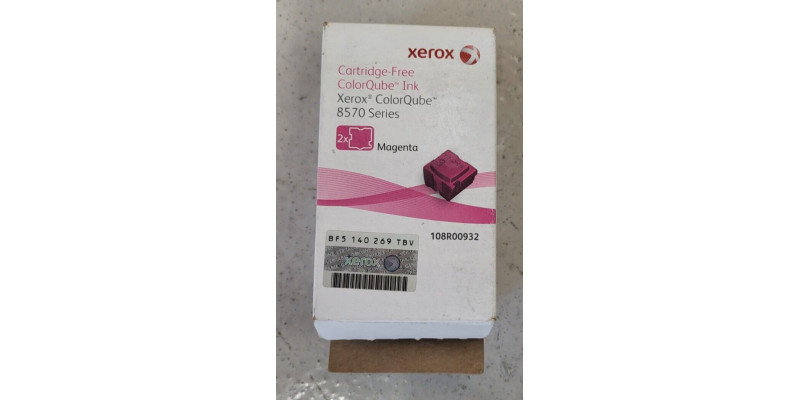 xerox
Cartridge-Free
ColorQube™ Ink
Xerox® ColorQube™
8570 Series
2x
Magenta
108R00932
BF5 140 269 TBV
xerox